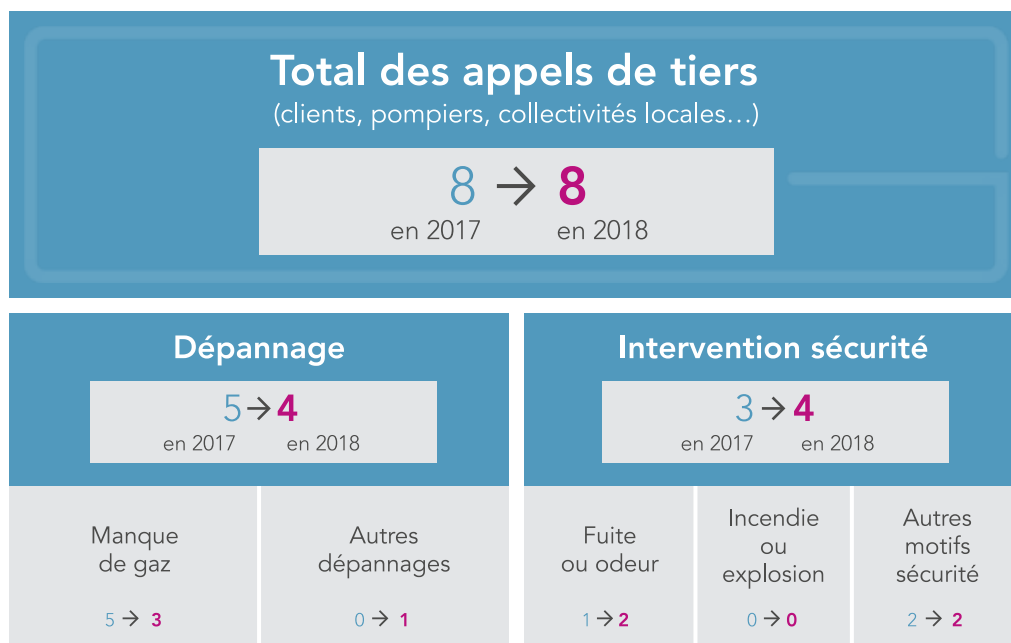 Total des appels de tiers
(clients, pompiers, collectivités locales...)
8 → 8
en 2017 en 2018
Dépannage
5 → 4
en 2017 en 2018
Manque
de gaz
5 → 3
Autres
dépannages
0 → 1
Intervention sécurité
3 → 4
en 2017 en 2018
Fuite
ou odeur
1 → 2
Incendie
ou
explosion
0 → 0
Autres
motifs
sécurité
2 → 2